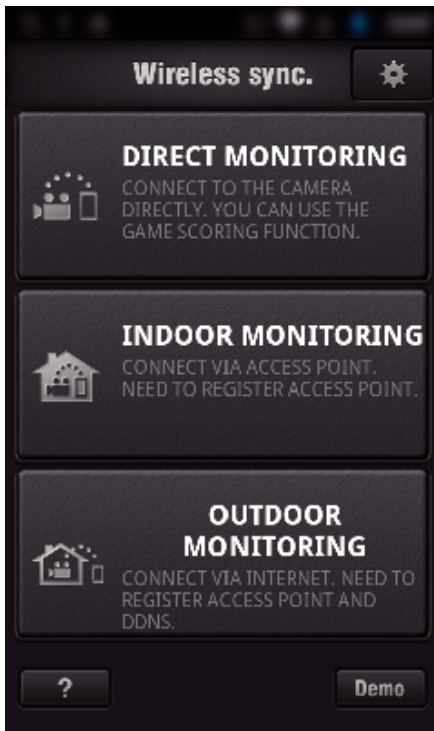 Wireless sync.
DIRECT MONITORING
CONNECT TO THE CAMERA
DIRECTLY. YOU CAN USE THE
GAME SCORING FUNCTION.
INDOOR MONITORING
CONNECT VIA ACCESS POINT.
NEED TO REGISTER ACCESS POINT.
OUTDOOR
MONITORING
CONNECT VIA INTERNET. NEED TO
REGISTER ACCESS POINT AND
DDNS.
?
Demo